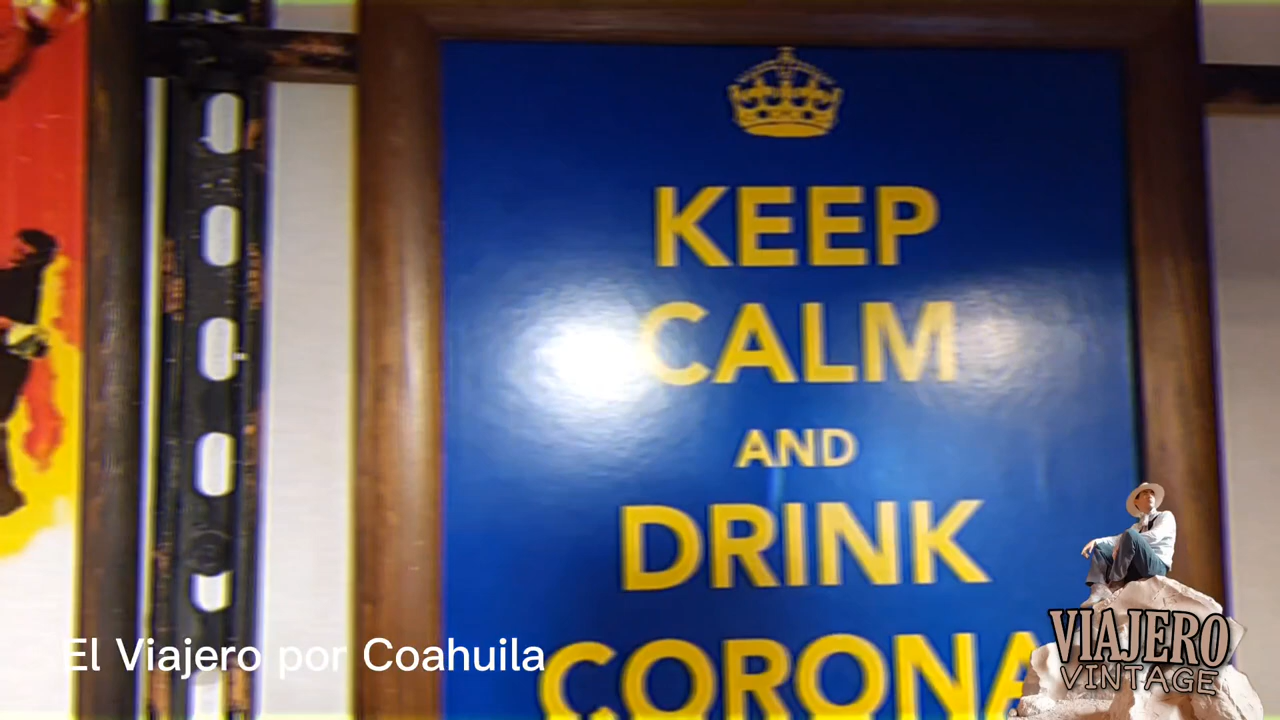 KEEP
CALM
AND
DRINK
CORONA
El Viajero por Coahuila
VIAJERO
VINTAGE